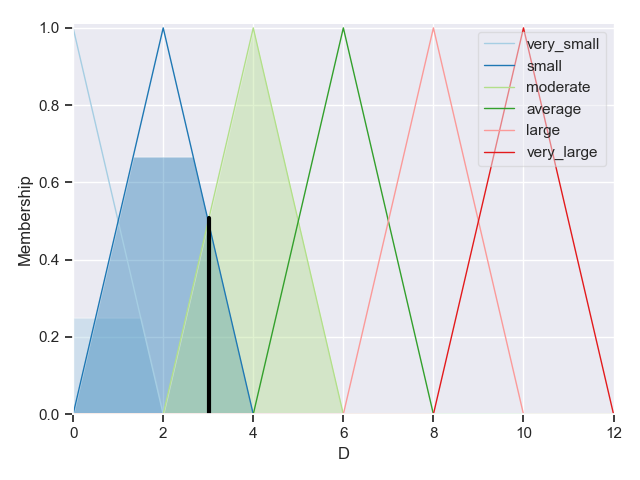 1.0
0.8
0.6
0.4
0.2
0.0
Membership
very_small
small
moderate
average
large
very_large
0 2 4 6 8 10 12
D